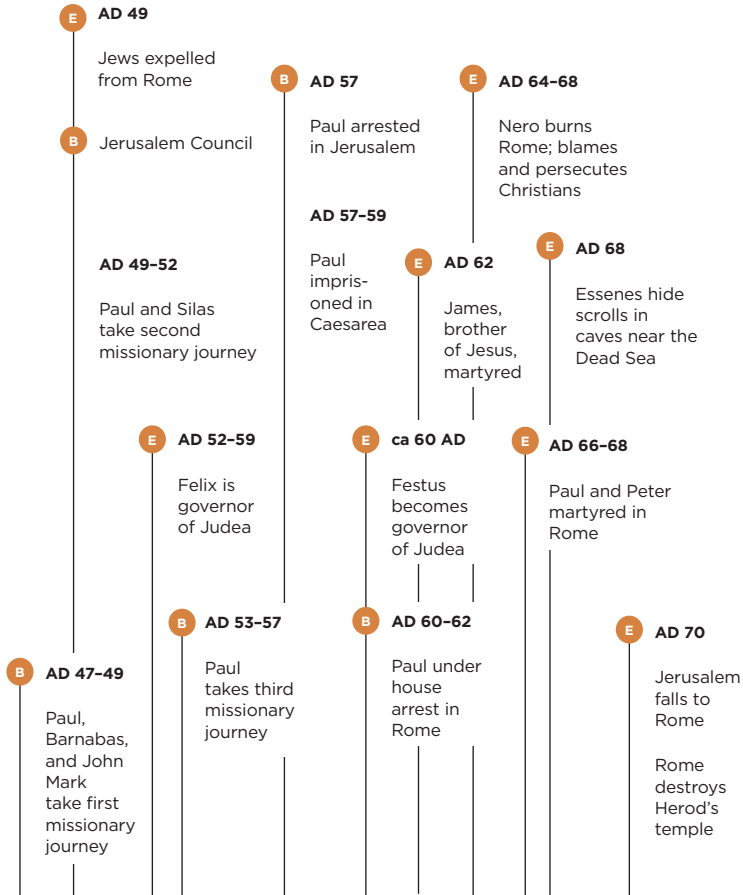 E AD 49
Jews expelled
from Rome
B Jerusalem Council
AD 49–52
Paul and Silas
take second
missionary journey
B AD 47–49
Paul,
Barnabas,
and John
Mark
take first
missionary
journey
E AD 52–59
Felix is
governor
of Judea
B AD 53–57
Paul
takes third
missionary
journey
B AD 57
Paul arrested
in Jerusalem
AD 57–59
Paul
impris-
oned in
Caesarea
E ca 60 AD
Festus
becomes
governor
of Judea
B AD 60–62
Paul under
house
arrest in
Rome
E AD 62
James,
brother
of Jesus,
martyred
E AD 64–68
Nero burns
Rome; blames
and persecutes
Christians
E AD 66–68
Paul and Peter
martyred in
Rome
E AD 68
Essenes hide
scrolls in
caves near the
Dead Sea
E AD 70
Jerusalem
falls to
Rome
Rome
destroys
Herod’s
temple